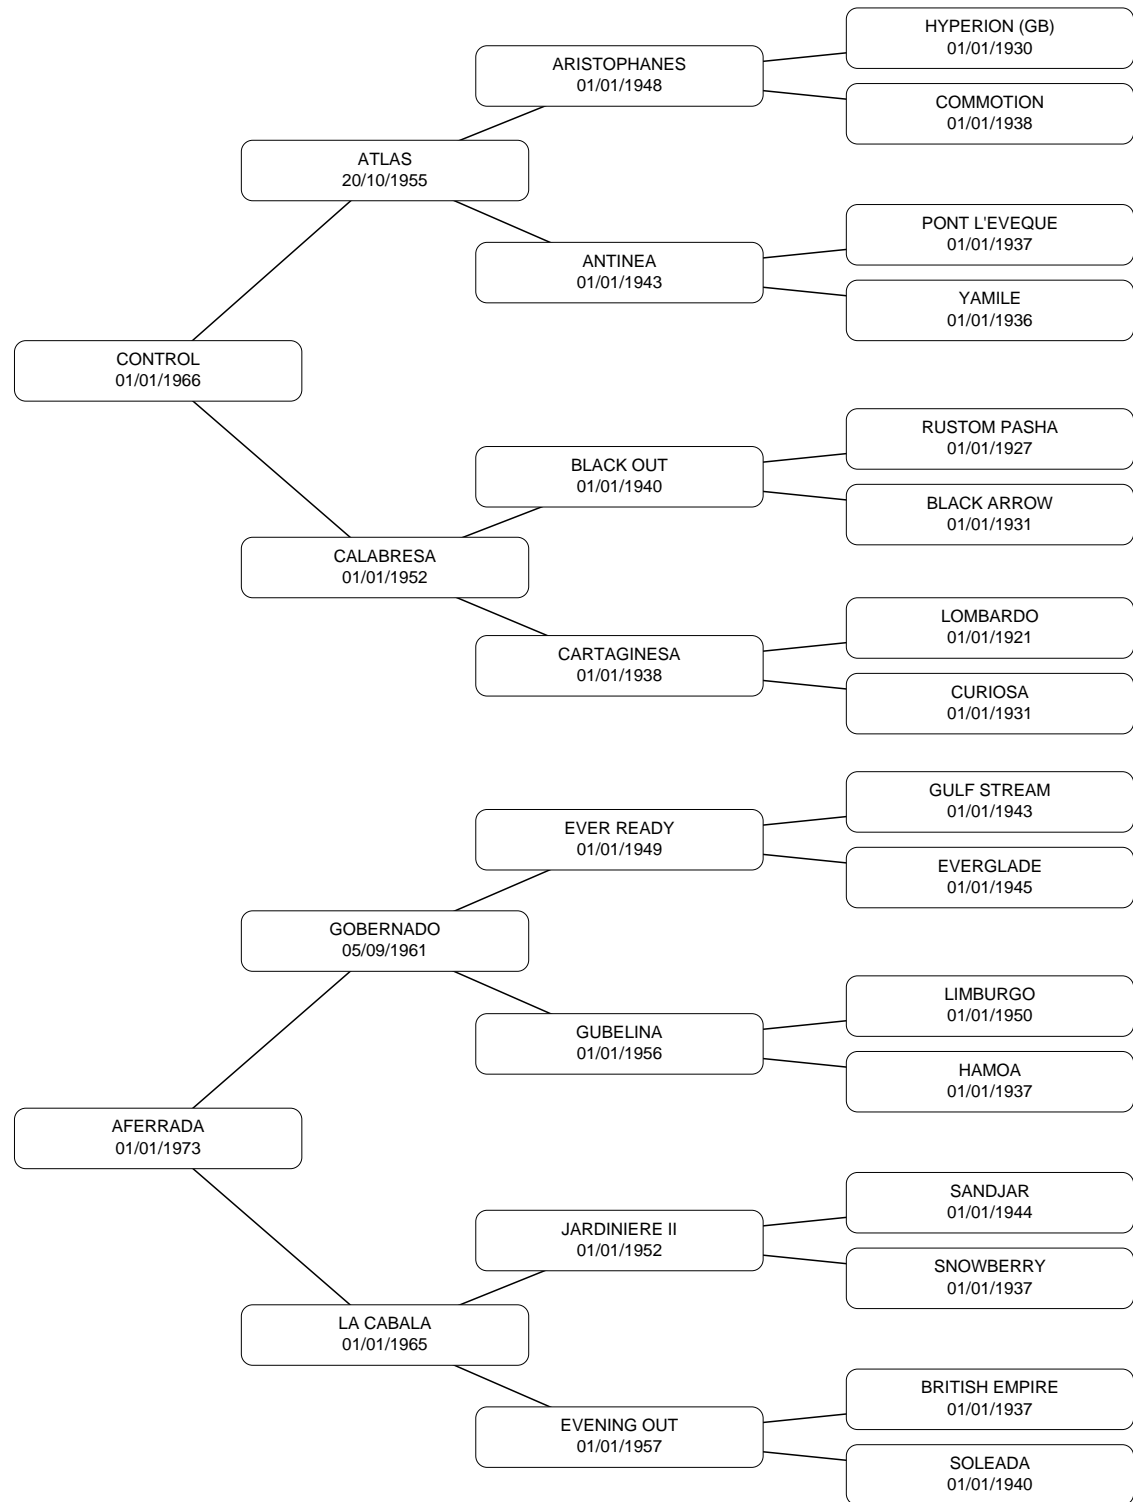 HYPERION (GB)
01/01/1930
ARISTOPHANES
01/01/1948
COMMOTION
01/01/1938
ATLAS
20/10/1955
PONT L'EVEQUE
01/01/1937
ANTINEA
01/01/1943
YAMILE
01/01/1936
CONTROL
01/01/1966
RUSTOM PASHA
01/01/1927
BLACK OUT
01/01/1940
BLACK ARROW
01/01/1931
CALABRESA
01/01/1952
LOMBARDO
01/01/1921
CARTAGINESA
01/01/1938
CURIOSA
01/01/1931
GULF STREAM
01/01/1943
EVER READY
01/01/1949
EVERGLADE
01/01/1945
GOBERNADO
05/09/1961
LIMBURGO
01/01/1950
GUBELINA
01/01/1956
HAMOA
01/01/1937
AFERRADA
01/01/1973
SANDJAR
01/01/1944
JARDINIERE II
01/01/1952
SNOWBERRY
01/01/1937
LA CABALA
01/01/1965
BRITISH EMPIRE
01/01/1937
EVENING OUT
01/01/1957
SOLEADA
01/01/1940